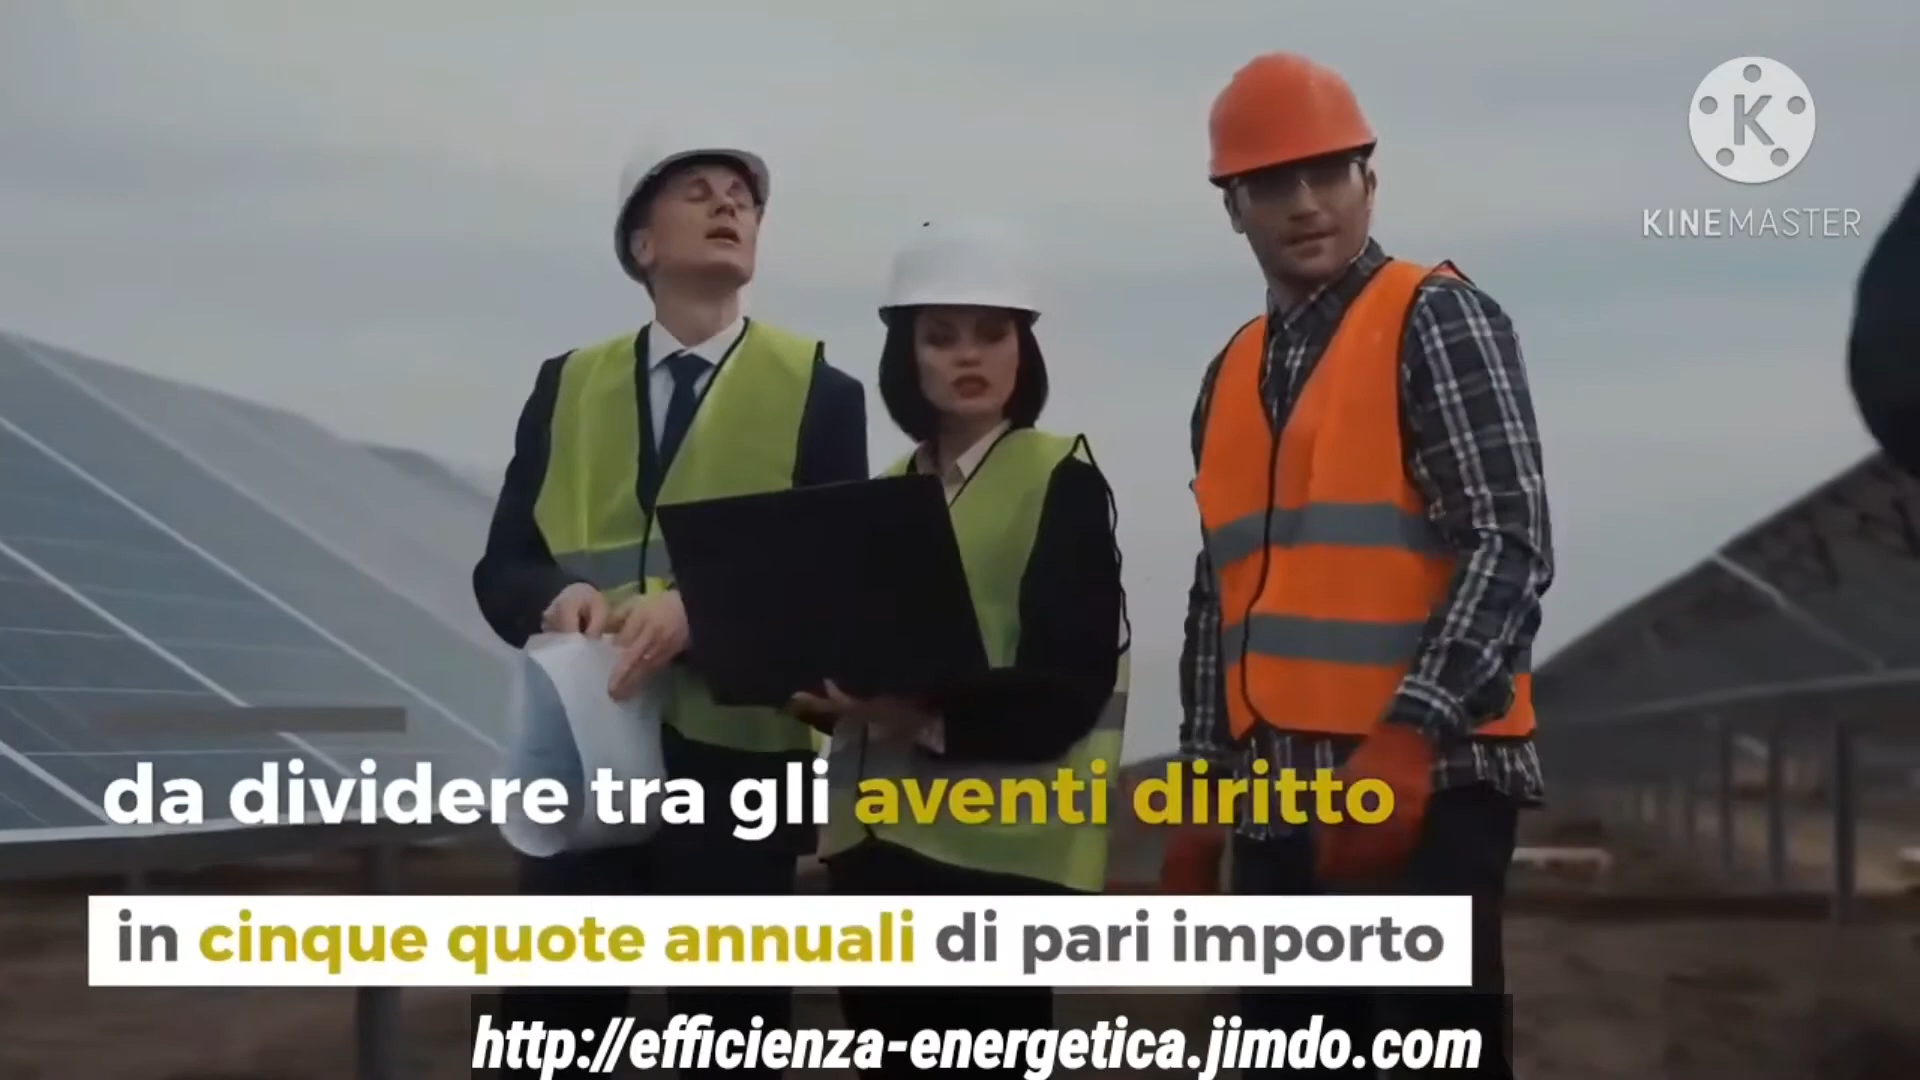 K
KINEMASTER
da dividere tra gli aventi diritto
in cinque quote annuali di pari importo
http://efficienza-energetica.jimdo.com